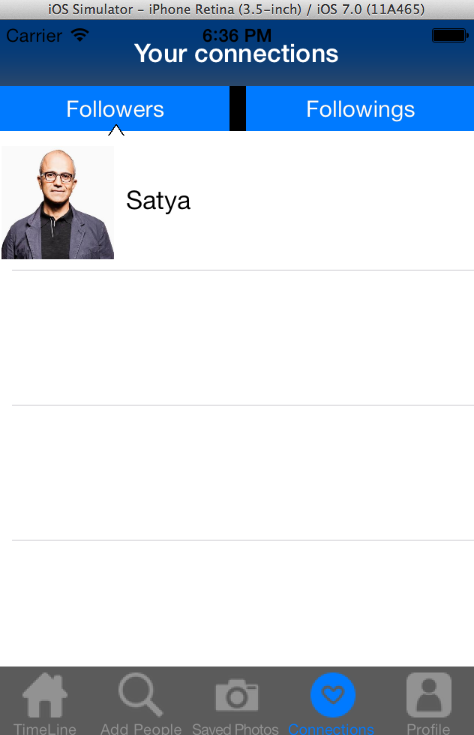 iOS Simulator - iPhone Retina (3.5-inch) / iOS 7.0 (11A465)
Carrier 6:36 PM
Your connections
Followers Followings
Satya
TimeLine Add People Saved Photos Connections Profile